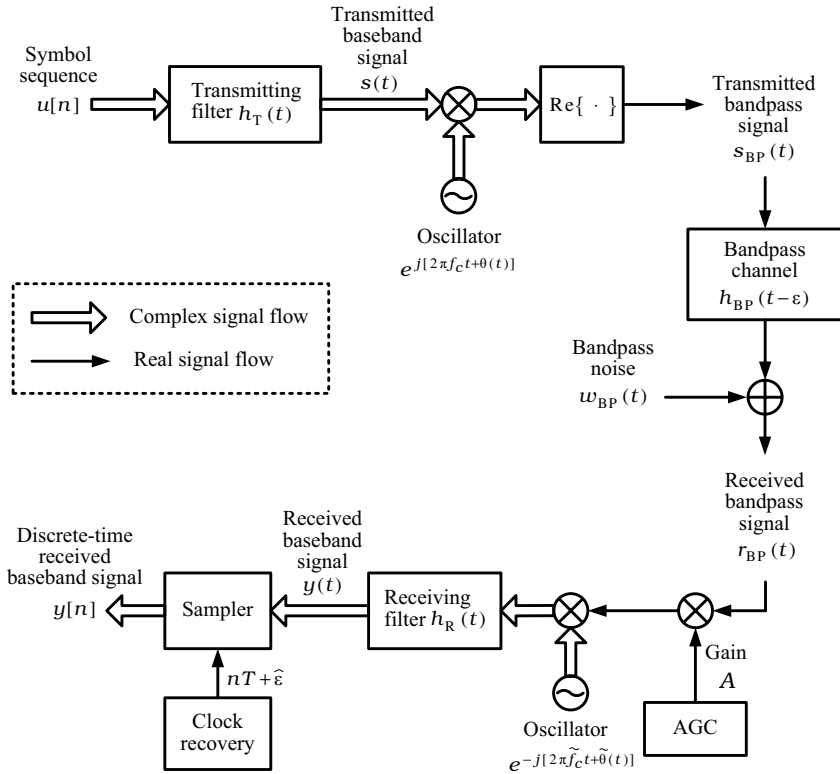 Symbol
sequence
u[n]
Transmitting
filter h_T(t)
Transmitted
baseband
signal
s(t)
Oscillator
e^{j[2πf_c t+θ(t)]}
Re{ · }
Transmitted
bandpass
signal
s_BP(t)
Bandpass
channel
h_BP(t−ε)
Complex signal flow
Real signal flow
Bandpass
noise
w_BP(t)
Received
bandpass
signal
r_BP(t)
Gain
A
AGC
Oscillator
e^{−j[2πf̃_c t+θ̃(t)]}
Receiving
filter h_R(t)
Received
baseband
signal
y(t)
Sampler
nT+ε̂
Clock
recovery
Discrete-time
received
baseband signal
y[n]